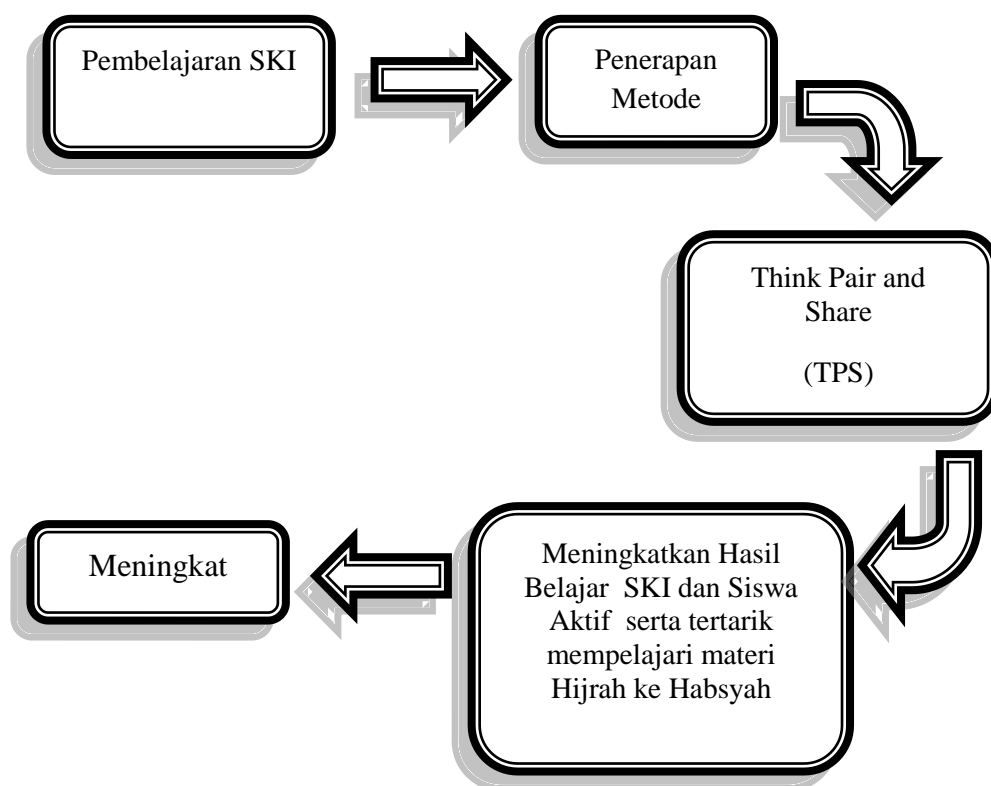 Pembelajaran SKI
Penerapan
Metode
Think Pair and
Share
(TPS)
Meningkatkan Hasil
Belajar SKI dan Siswa
Aktif serta tertarik
mempelajari materi
Hijrah ke Habsyah
Meningkat